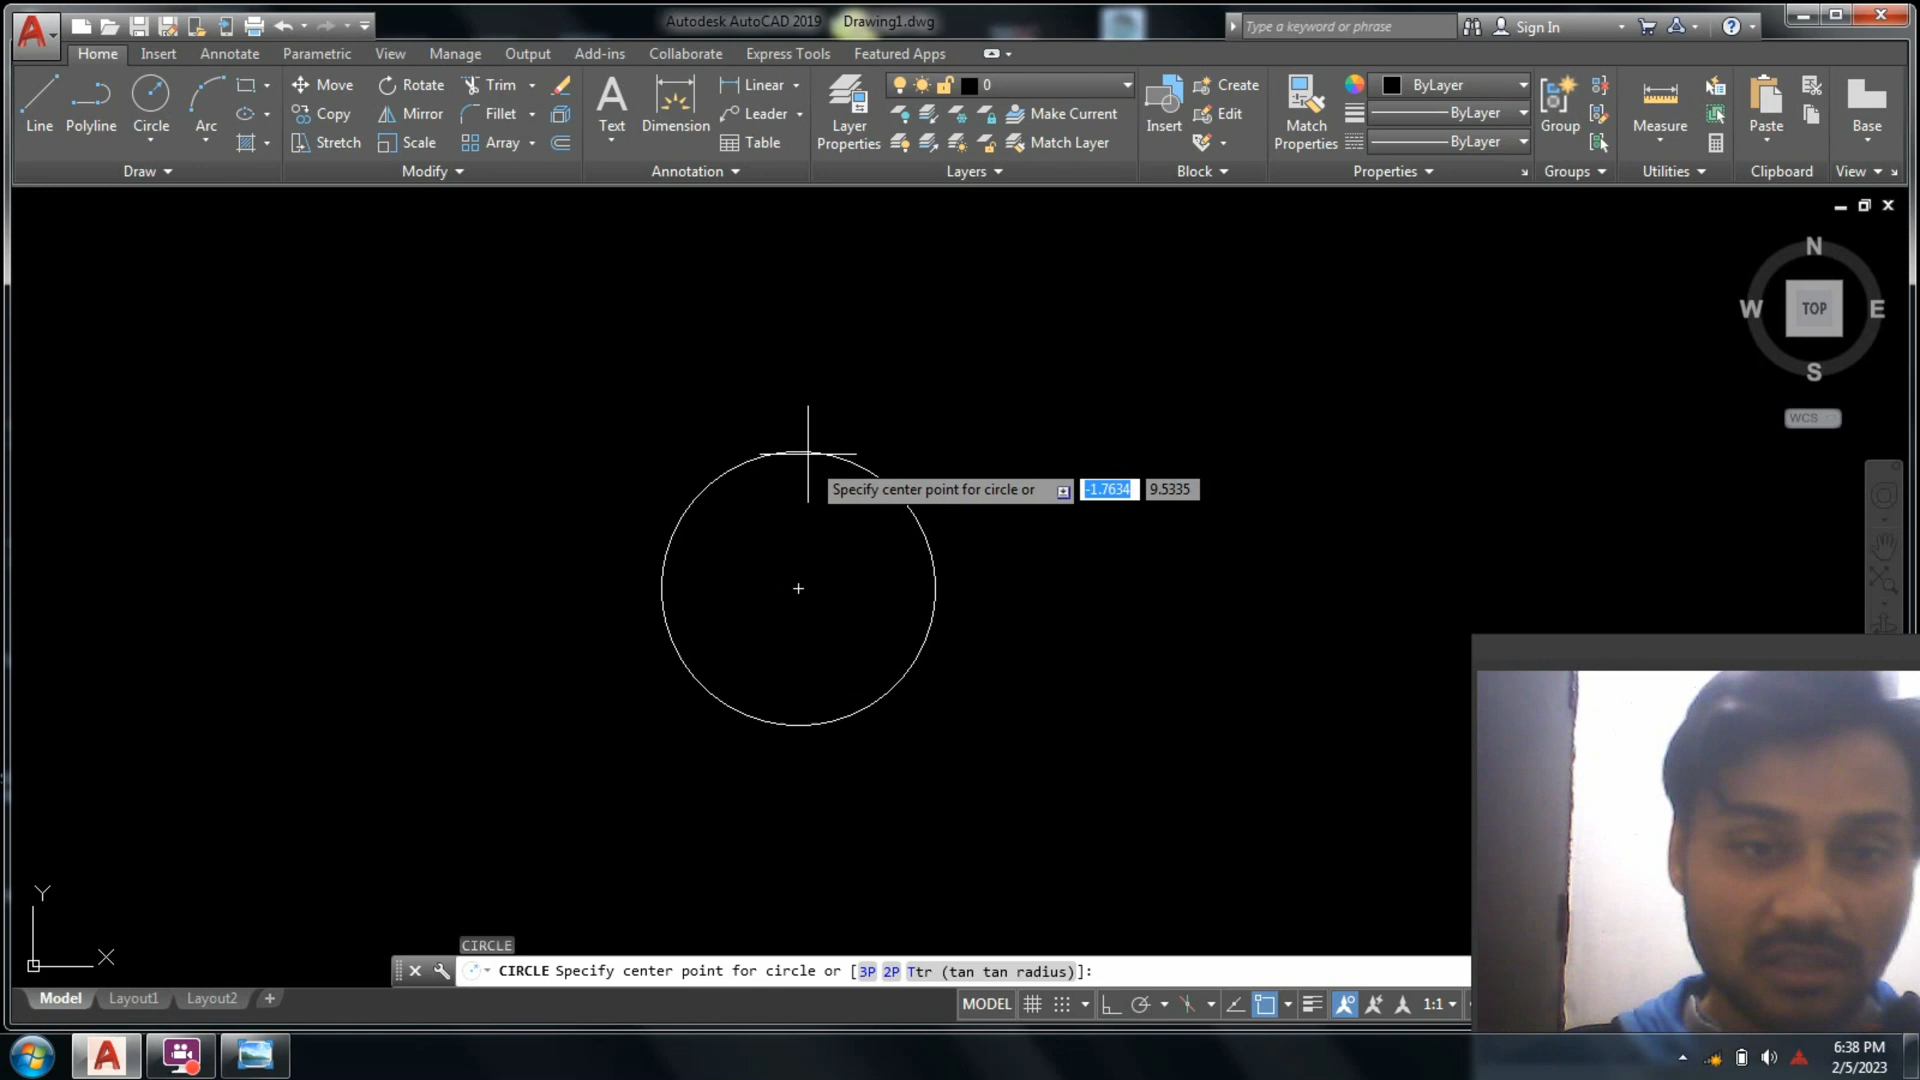 Autodesk AutoCAD 2019 Drawing1.dwg
Type a keyword or phrase
Sign In
Home Insert Annotate Parametric View Manage Output Add-ins Collaborate Express Tools Featured Apps
Line Polyline Circle Arc
Move Rotate Trim
Copy Mirror Fillet
Stretch Scale Array
Text Dimension
Linear
Leader
Table
Layer Properties
0
Make Current
Match Layer
Insert
Create
Edit
Match Properties
ByLayer
ByLayer
ByLayer
Group
Measure
Paste
Base
Draw Modify Annotation Layers Block Properties Groups Utilities Clipboard View
N
W TOP E
S
WCS
Specify center point for circle or -1.7634 9.5335
Y
X
CIRCLE
CIRCLE Specify center point for circle or [3P 2P Ttr (tan tan radius)]:
Model Layout1 Layout2 +
MODEL 1:1
6:38 PM
2/5/2023